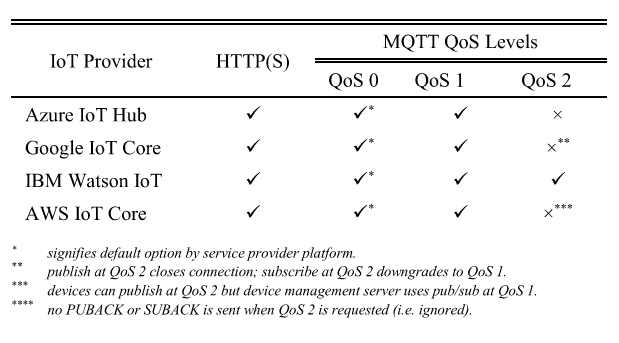 MQTT QoS Levels
IoT Provider HTTP(S)
QoS 0 QoS 1 QoS 2
Azure IoT Hub ✓ ✓* ✓ ×
Google IoT Core ✓ ✓* ✓ ×**
IBM Watson IoT ✓ ✓* ✓ ✓
AWS IoT Core ✓ ✓* ✓ ×***
* signifies default option by service provider platform.
** publish at QoS 2 closes connection; subscribe at QoS 2 downgrades to QoS 1.
*** devices can publish at QoS 2 but device management server uses pub/sub at QoS 1.
**** no PUBACK or SUBACK is sent when QoS 2 is requested (i.e. ignored).